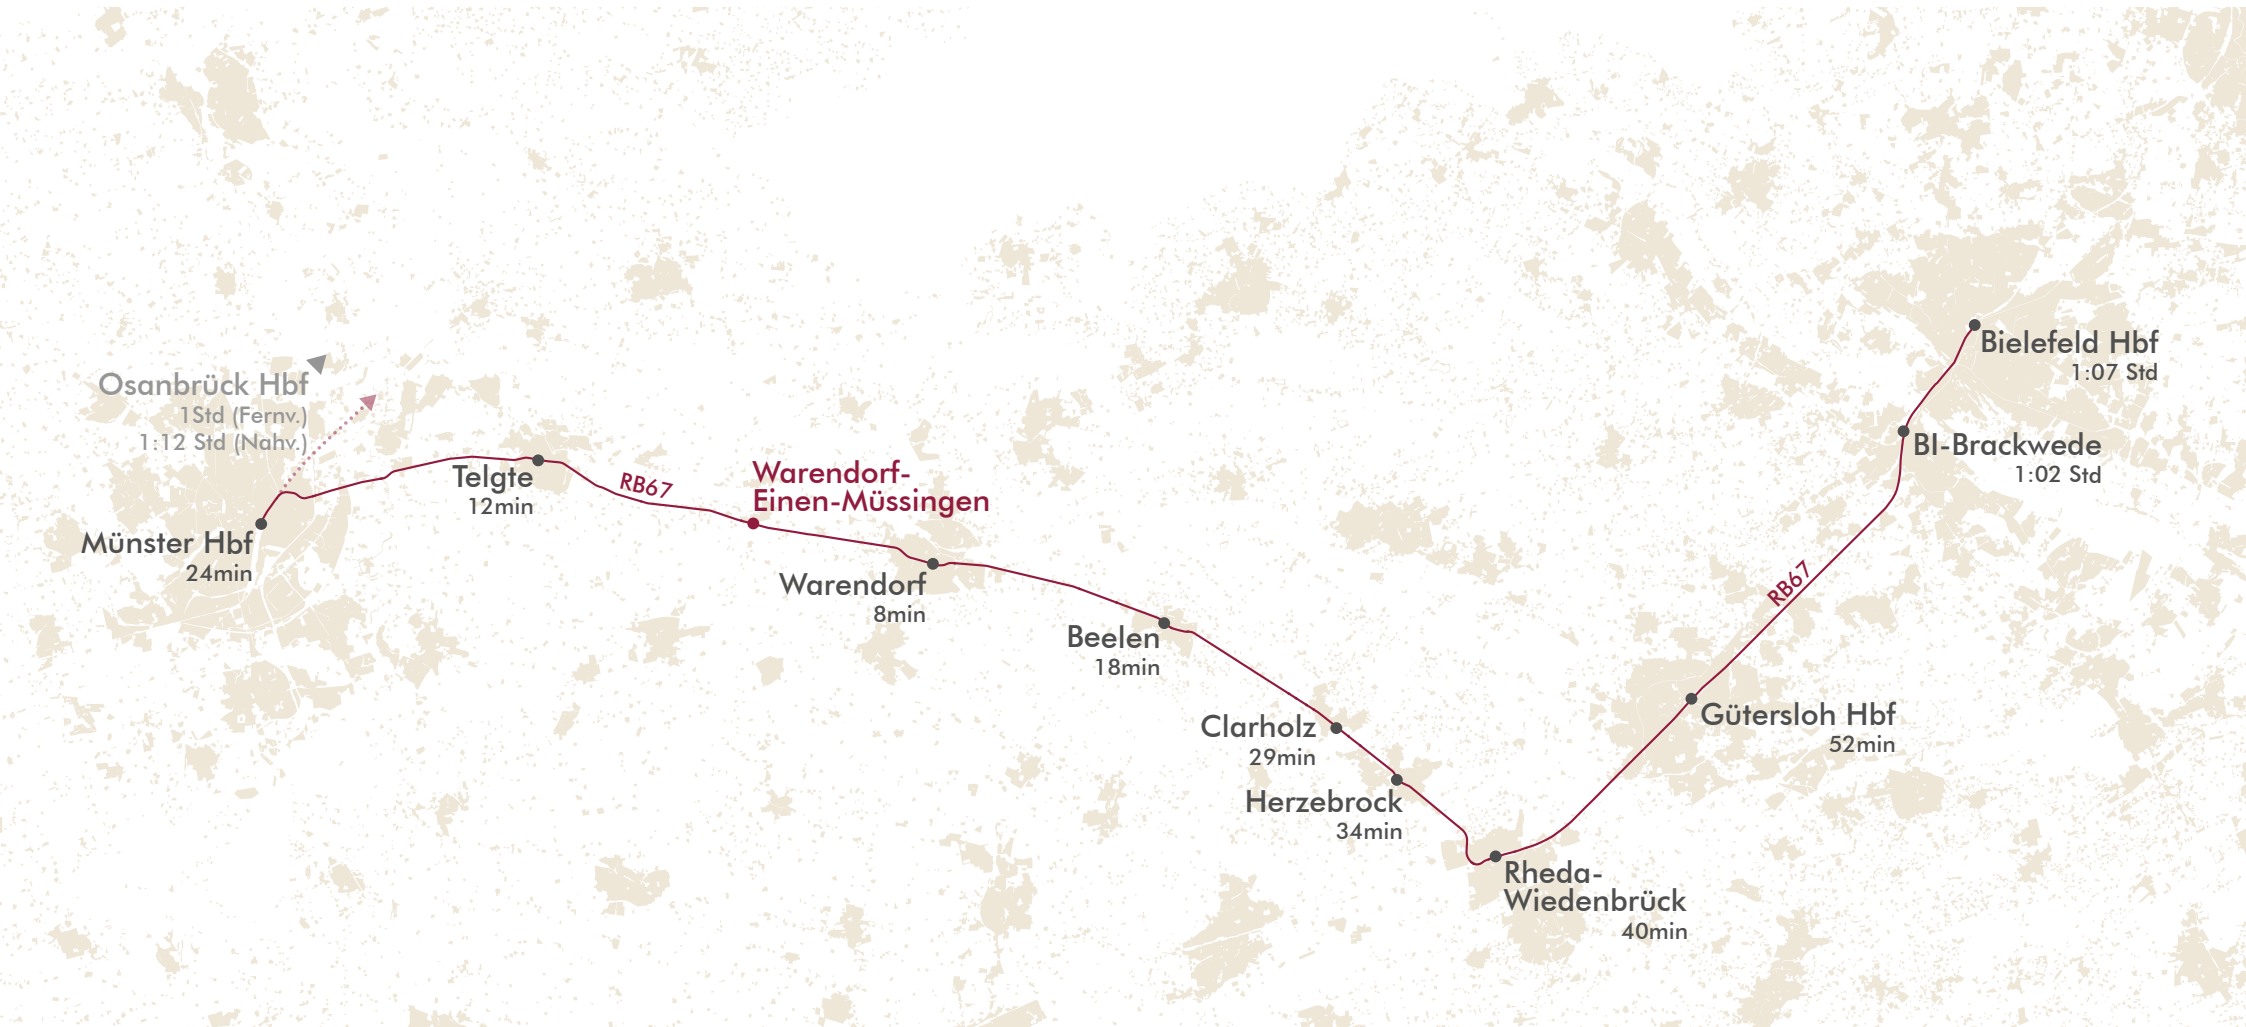 Osanbrück Hbf
1Std (Fernv.)
1:12 Std (Nahv.)
Münster Hbf
24min
Telgte
12min
RB67
Warendorf-
Einen-Müssingen
Warendorf
8min
Beelen
18min
Clarholz
29min
Herzebrock
34min
Rheda-
Wiedenbrück
40min
Gütersloh Hbf
52min
RB67
BI-Brackwede
1:02 Std
Bielefeld Hbf
1:07 Std